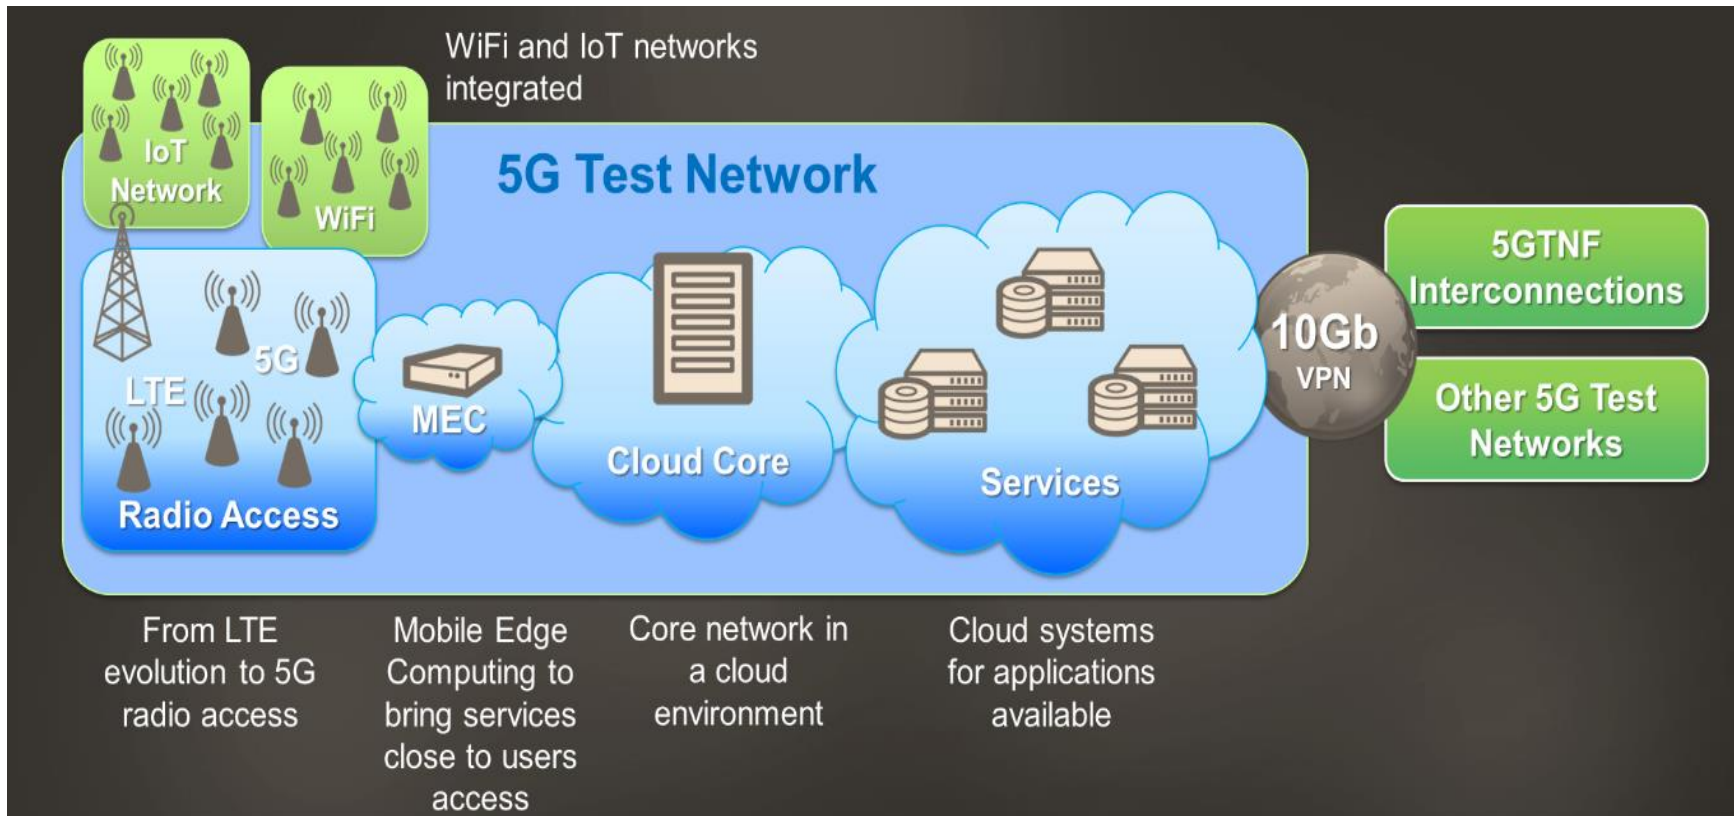 WiFi and IoT networks
integrated
IoT
Network
WiFi
5G Test Network
5G
LTE
Radio Access
MEC
Cloud Core
Services
10Gb
VPN
5GTNF
Interconnections
Other 5G Test
Networks
From LTE
evolution to 5G
radio access
Mobile Edge
Computing to
bring services
close to users
access
Core network in
a cloud
environment
Cloud systems
for applications
available